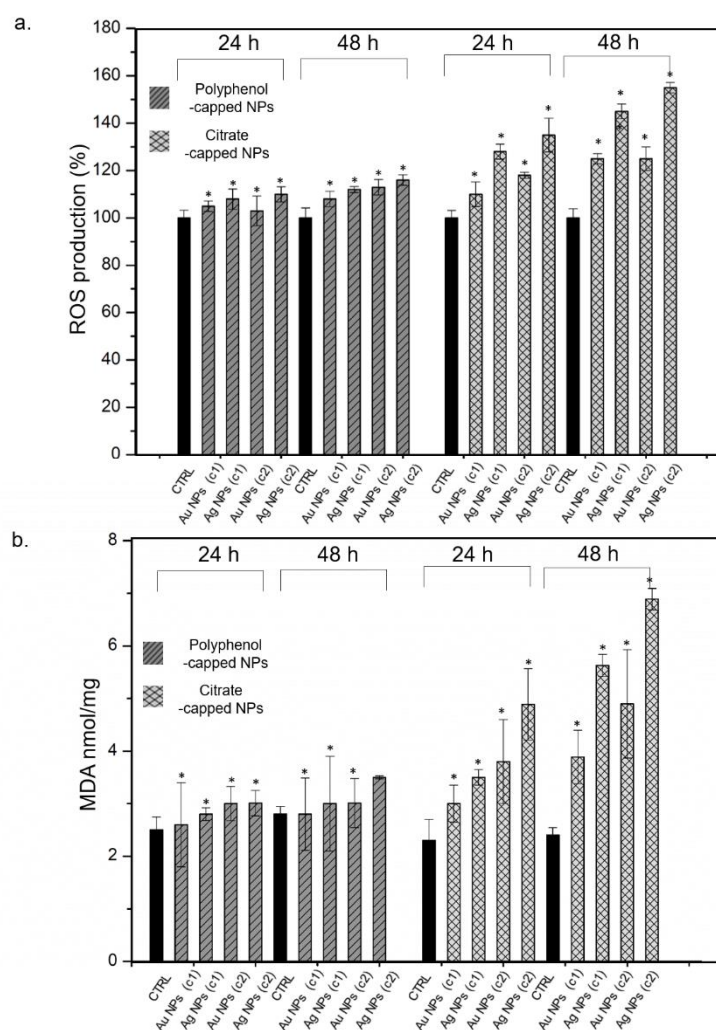 a.
180
160
140
120
100
80
60
40
20
0
ROS production (%)
24 h
48 h
24 h
48 h
Polyphenol
-capped NPs
Citrate
-capped NPs
* * * * * * * * * * * * * * * *
CTRL
Au NPs (c1)
Ag NPs (c1)
Au NPs (c2)
Ag NPs (c2)
CTRL
Au NPs (c1)
Ag NPs (c1)
Au NPs (c2)
Ag NPs (c2)
CTRL
Au NPs (c1)
Ag NPs (c1)
Au NPs (c2)
Ag NPs (c2)
CTRL
Au NPs (c1)
Ag NPs (c1)
Au NPs (c2)
Ag NPs (c2)
b.
8
6
4
2
0
MDA nmol/mg
24 h
48 h
24 h
48 h
Polyphenol
-capped NPs
Citrate
-capped NPs
* * * * * * * * * * * * * * *
CTRL
Au NPs (c1)
Ag NPs (c1)
Au NPs (c2)
Ag NPs (c2)
CTRL
Au NPs (c1)
Ag NPs (c1)
Au NPs (c2)
Ag NPs (c2)
CTRL
Au NPs (c1)
Ag NPs (c1)
Au NPs (c2)
Ag NPs (c2)
CTRL
Au NPs (c1)
Ag NPs (c1)
Au NPs (c2)
Ag NPs (c2)